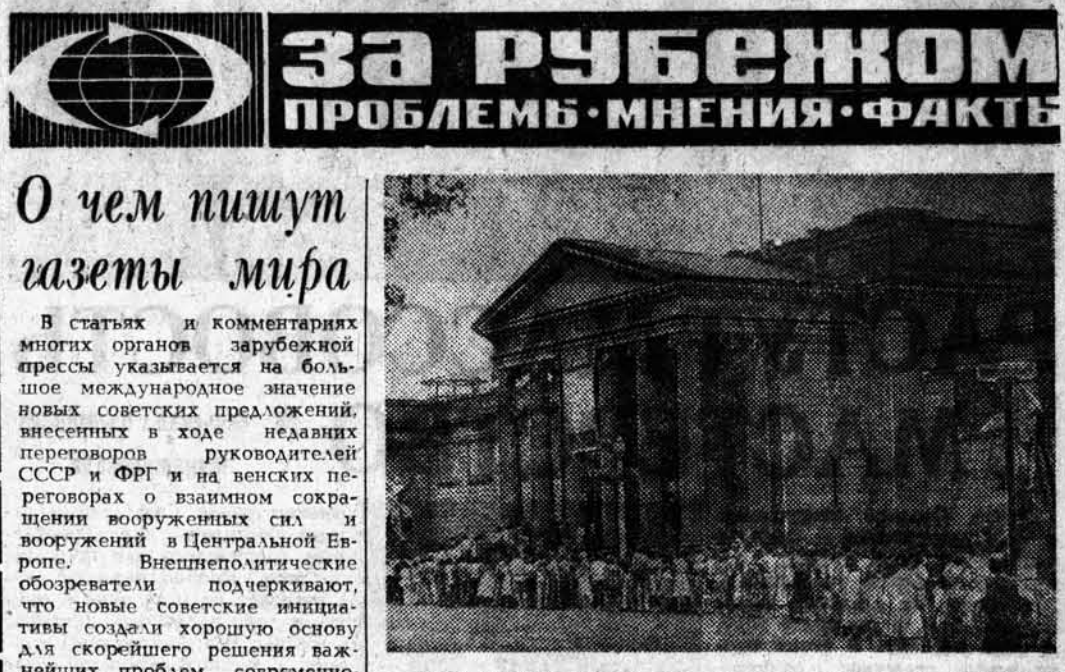 За рубежом
ПРОБЛЕМЫ·МНЕНИЯ·ФАКТЫ
О чем пишут
газеты мира
В статьях и комментариях
многих органов зарубежной
прессы указывается на боль-
шое международное значение
новых советских предложений,
внесенных в ходе недавних
переговоров руководителей
СССР и ФРГ и на венских пе-
реговорах о взаимном сокра-
щении вооруженных сил и
вооружений в Центральной Ев-
ропе. Внешнеполитические
обозреватели подчеркивают,
что новые советские инициа-
тивы создали хорошую основу
для скорейшего решения важ-
нейших проблем современно-